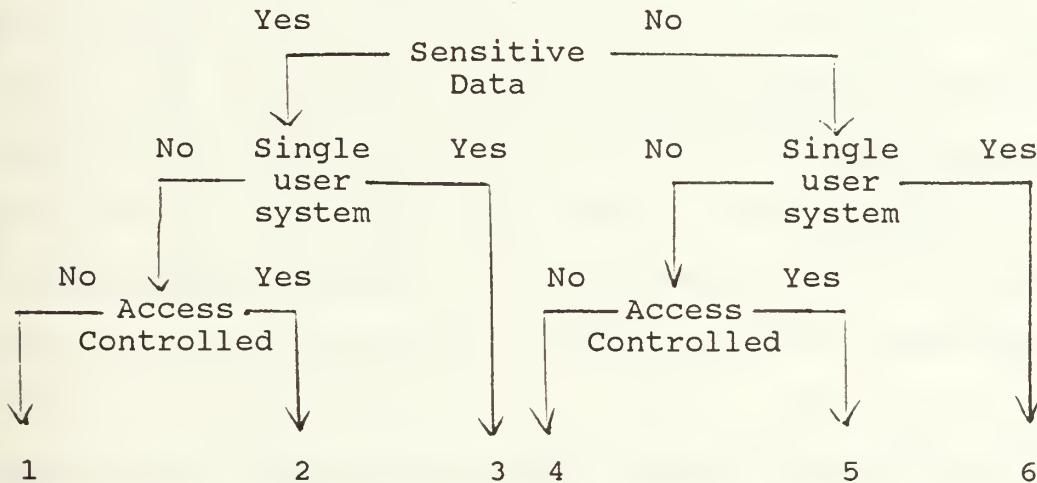 Yes No
Sensitive
Data
No Single Yes No Single Yes
user user
system system
No Yes No Yes
Access Access
Controlled Controlled
1 2 3 4 5 6